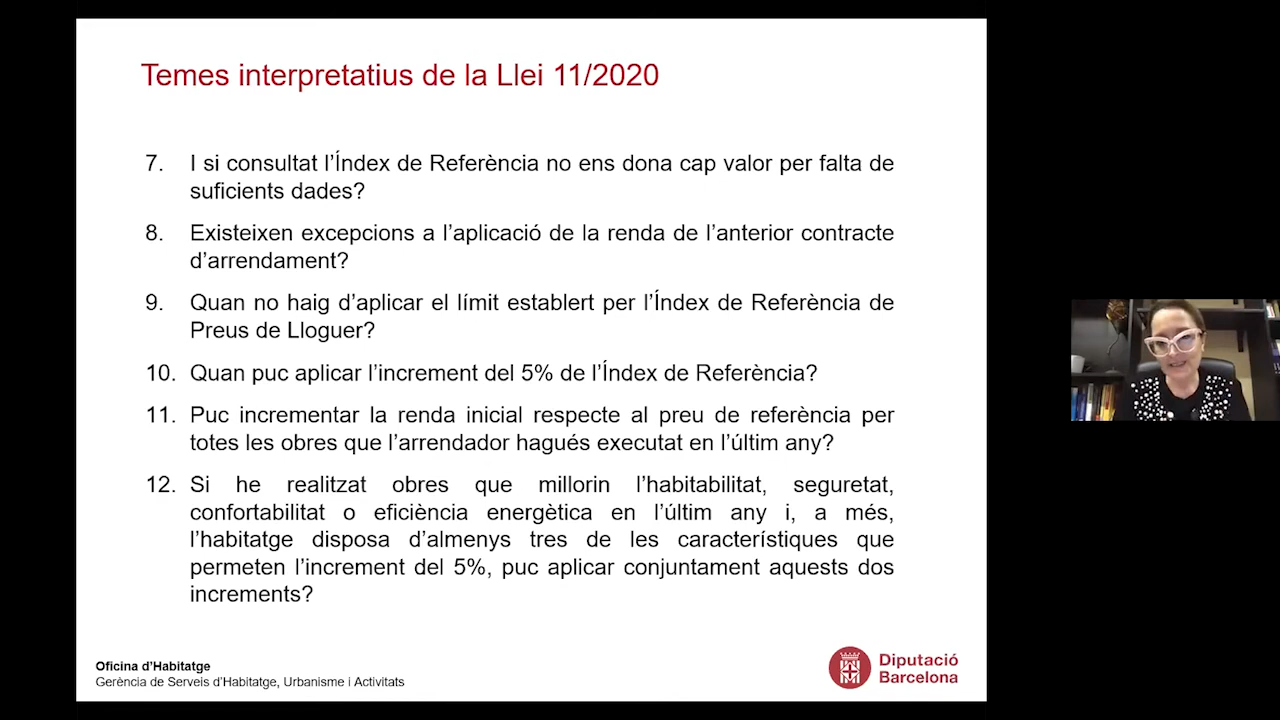 Temes interpretatius de la Llei 11/2020
7. I si consultat l’Índex de Referència no ens dona cap valor per falta de
suficients dades?
8. Existeixen excepcions a l’aplicació de la renda de l’anterior contracte
d’arrendament?
9. Quan no haig d’aplicar el límit establert per l’Índex de Referència de
Preus de Lloguer?
10. Quan puc aplicar l’increment del 5% de l’Índex de Referència?
11. Puc incrementar la renda inicial respecte al preu de referència per
totes les obres que l’arrendador hagués executat en l’últim any?
12. Si he realitzat obres que millorin l’habitabilitat, seguretat,
confortabilitat o eficiència energètica en l’últim any i, a més,
l’habitatge disposa d’almenys tres de les característiques que
permeten l’increment del 5%, puc aplicar conjuntament aquests dos
increments?
Oficina d’Habitatge
Gerència de Serveis d’Habitatge, Urbanisme i Activitats
Diputació
Barcelona